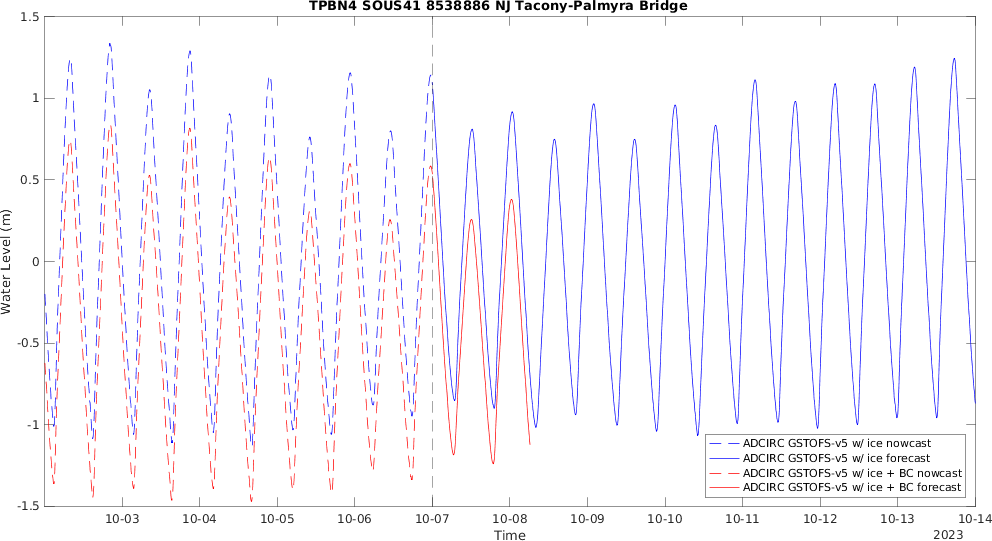 TPBN4 SOUS41 8538886 NJ Tacony-Palmyra Bridge
1.5
1
0.5
0
-0.5
-1
-1.5
Water Level (m)
10-03 10-04 10-05 10-06 10-07 10-08 10-09 10-10 10-11 10-12 10-13 10-14
Time
2023
ADCIRC GSTOFS-v5 w/ ice nowcast
ADCIRC GSTOFS-v5 w/ ice forecast
ADCIRC GSTOFS-v5 w/ ice + BC nowcast
ADCIRC GSTOFS-v5 w/ ice + BC forecast